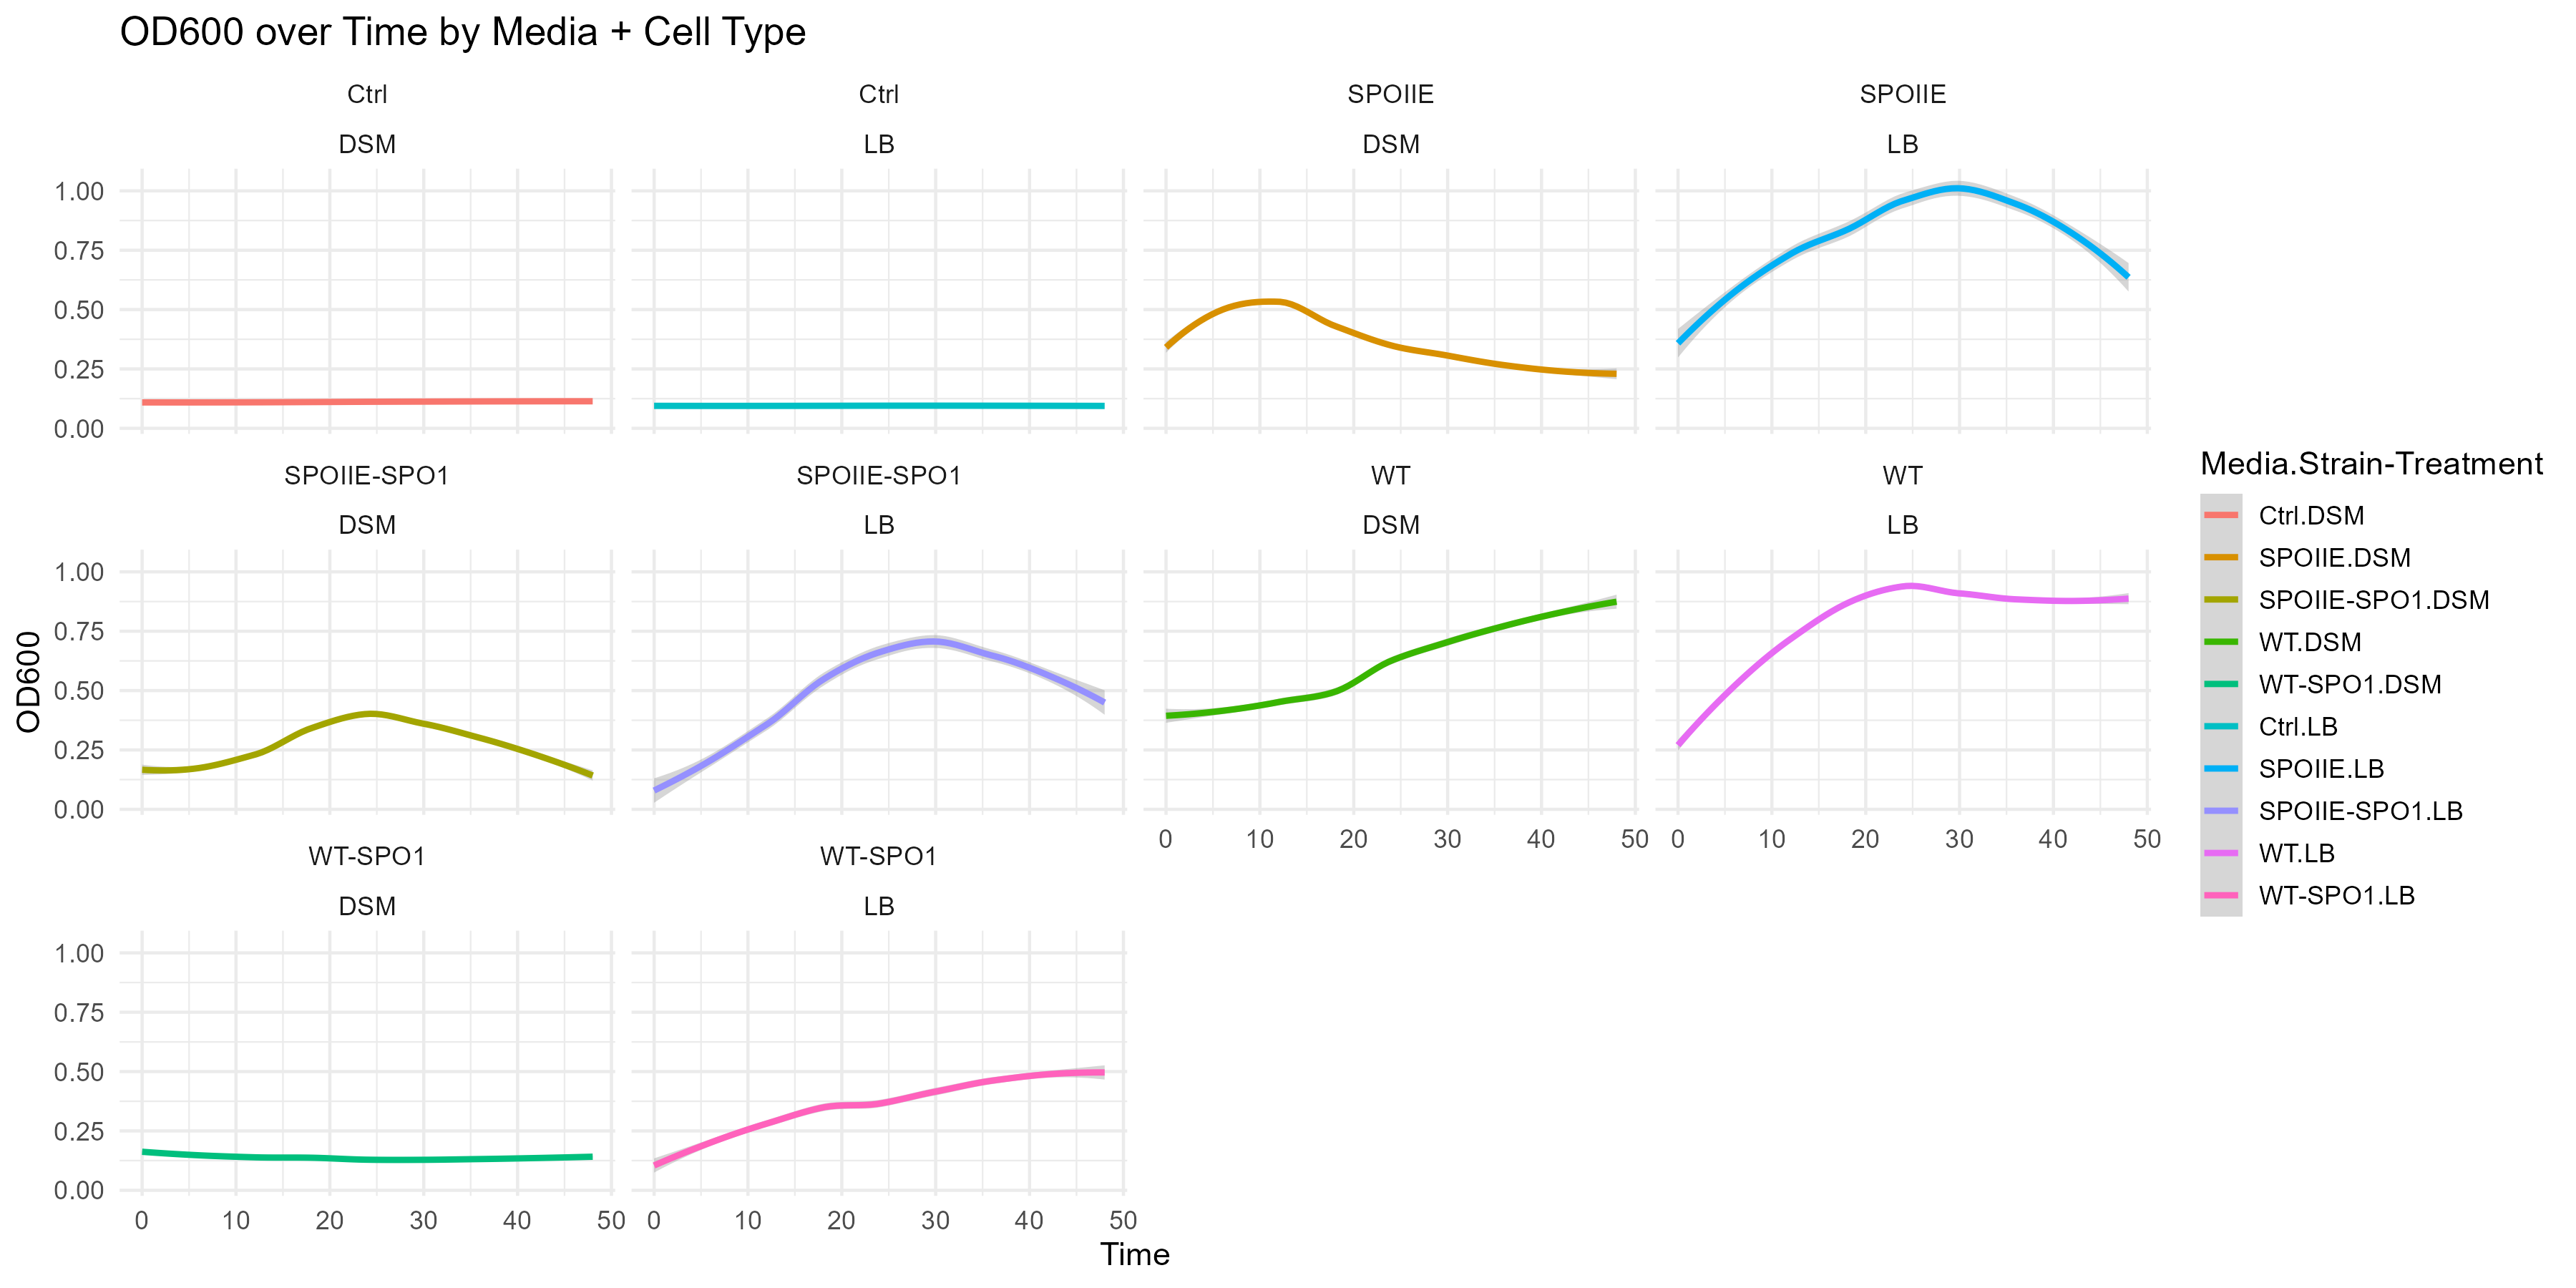 OD600 over Time by Media + Cell Type
Ctrl Ctrl SPOIIE SPOIIE
DSM LB DSM LB
1.00
0.75
0.50
0.25
0.00
SPOIIE-SPO1 SPOIIE-SPO1 WT WT
DSM LB DSM LB
1.00
0.75
0.50
0.25
0.00
0 10 20 30 40 50 0 10 20 30 40 50
WT-SPO1 WT-SPO1
DSM LB
1.00
0.75
0.50
0.25
0.00
0 10 20 30 40 50 0 10 20 30 40 50
OD600
Time
Media.Strain-Treatment
Ctrl.DSM
SPOIIE.DSM
SPOIIE-SPO1.DSM
WT.DSM
WT-SPO1.DSM
Ctrl.LB
SPOIIE.LB
SPOIIE-SPO1.LB
WT.LB
WT-SPO1.LB